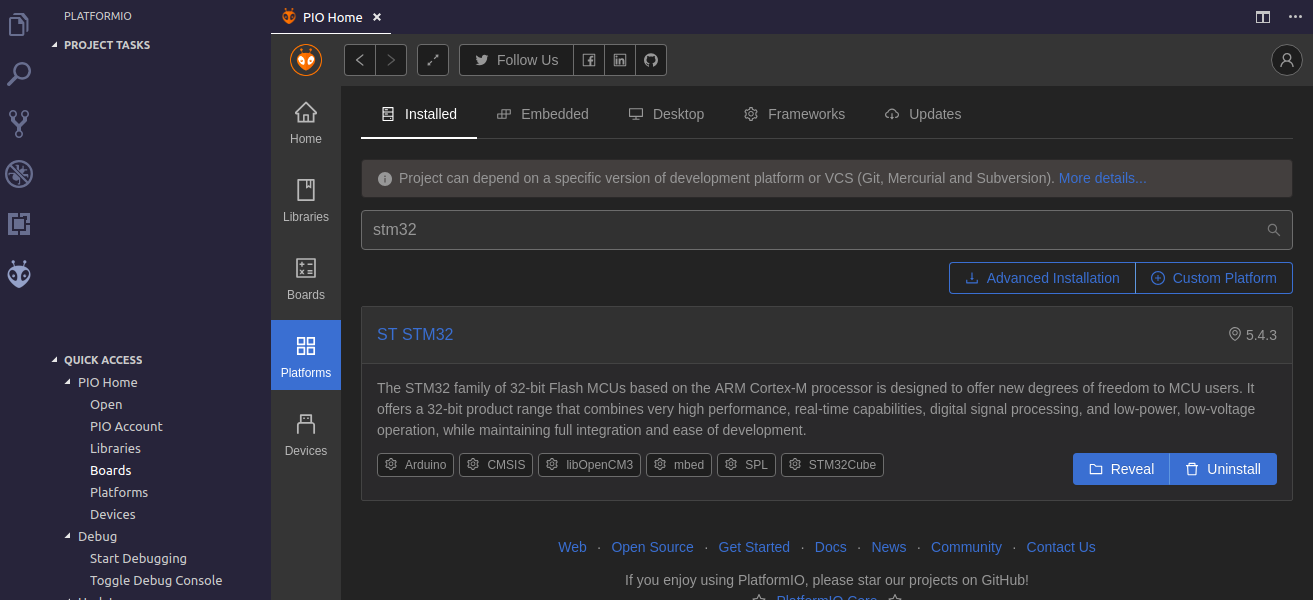 PLATFORMIO
PROJECT TASKS
QUICK ACCESS
PIO Home
Open
PIO Account
Libraries
Boards
Platforms
Devices
Debug
Start Debugging
Toggle Debug Console
PIO Home
Follow Us
Home
Libraries
Boards
Platforms
Devices
Installed Embedded Desktop Frameworks Updates
Project can depend on a specific version of development platform or VCS (Git, Mercurial and Subversion). More details...
stm32
Advanced Installation Custom Platform
ST STM32 5.4.3
The STM32 family of 32-bit Flash MCUs based on the ARM Cortex-M processor is designed to offer new degrees of freedom to MCU users. It
offers a 32-bit product range that combines very high performance, real-time capabilities, digital signal processing, and low-power, low-voltage
operation, while maintaining full integration and ease of development.
Arduino CMSIS libOpenCM3 mbed SPL STM32Cube
Reveal Uninstall
Web · Open Source · Get Started · Docs · News · Community · Contact Us
If you enjoy using PlatformIO, please star our projects on GitHub!
PlatformIO Core